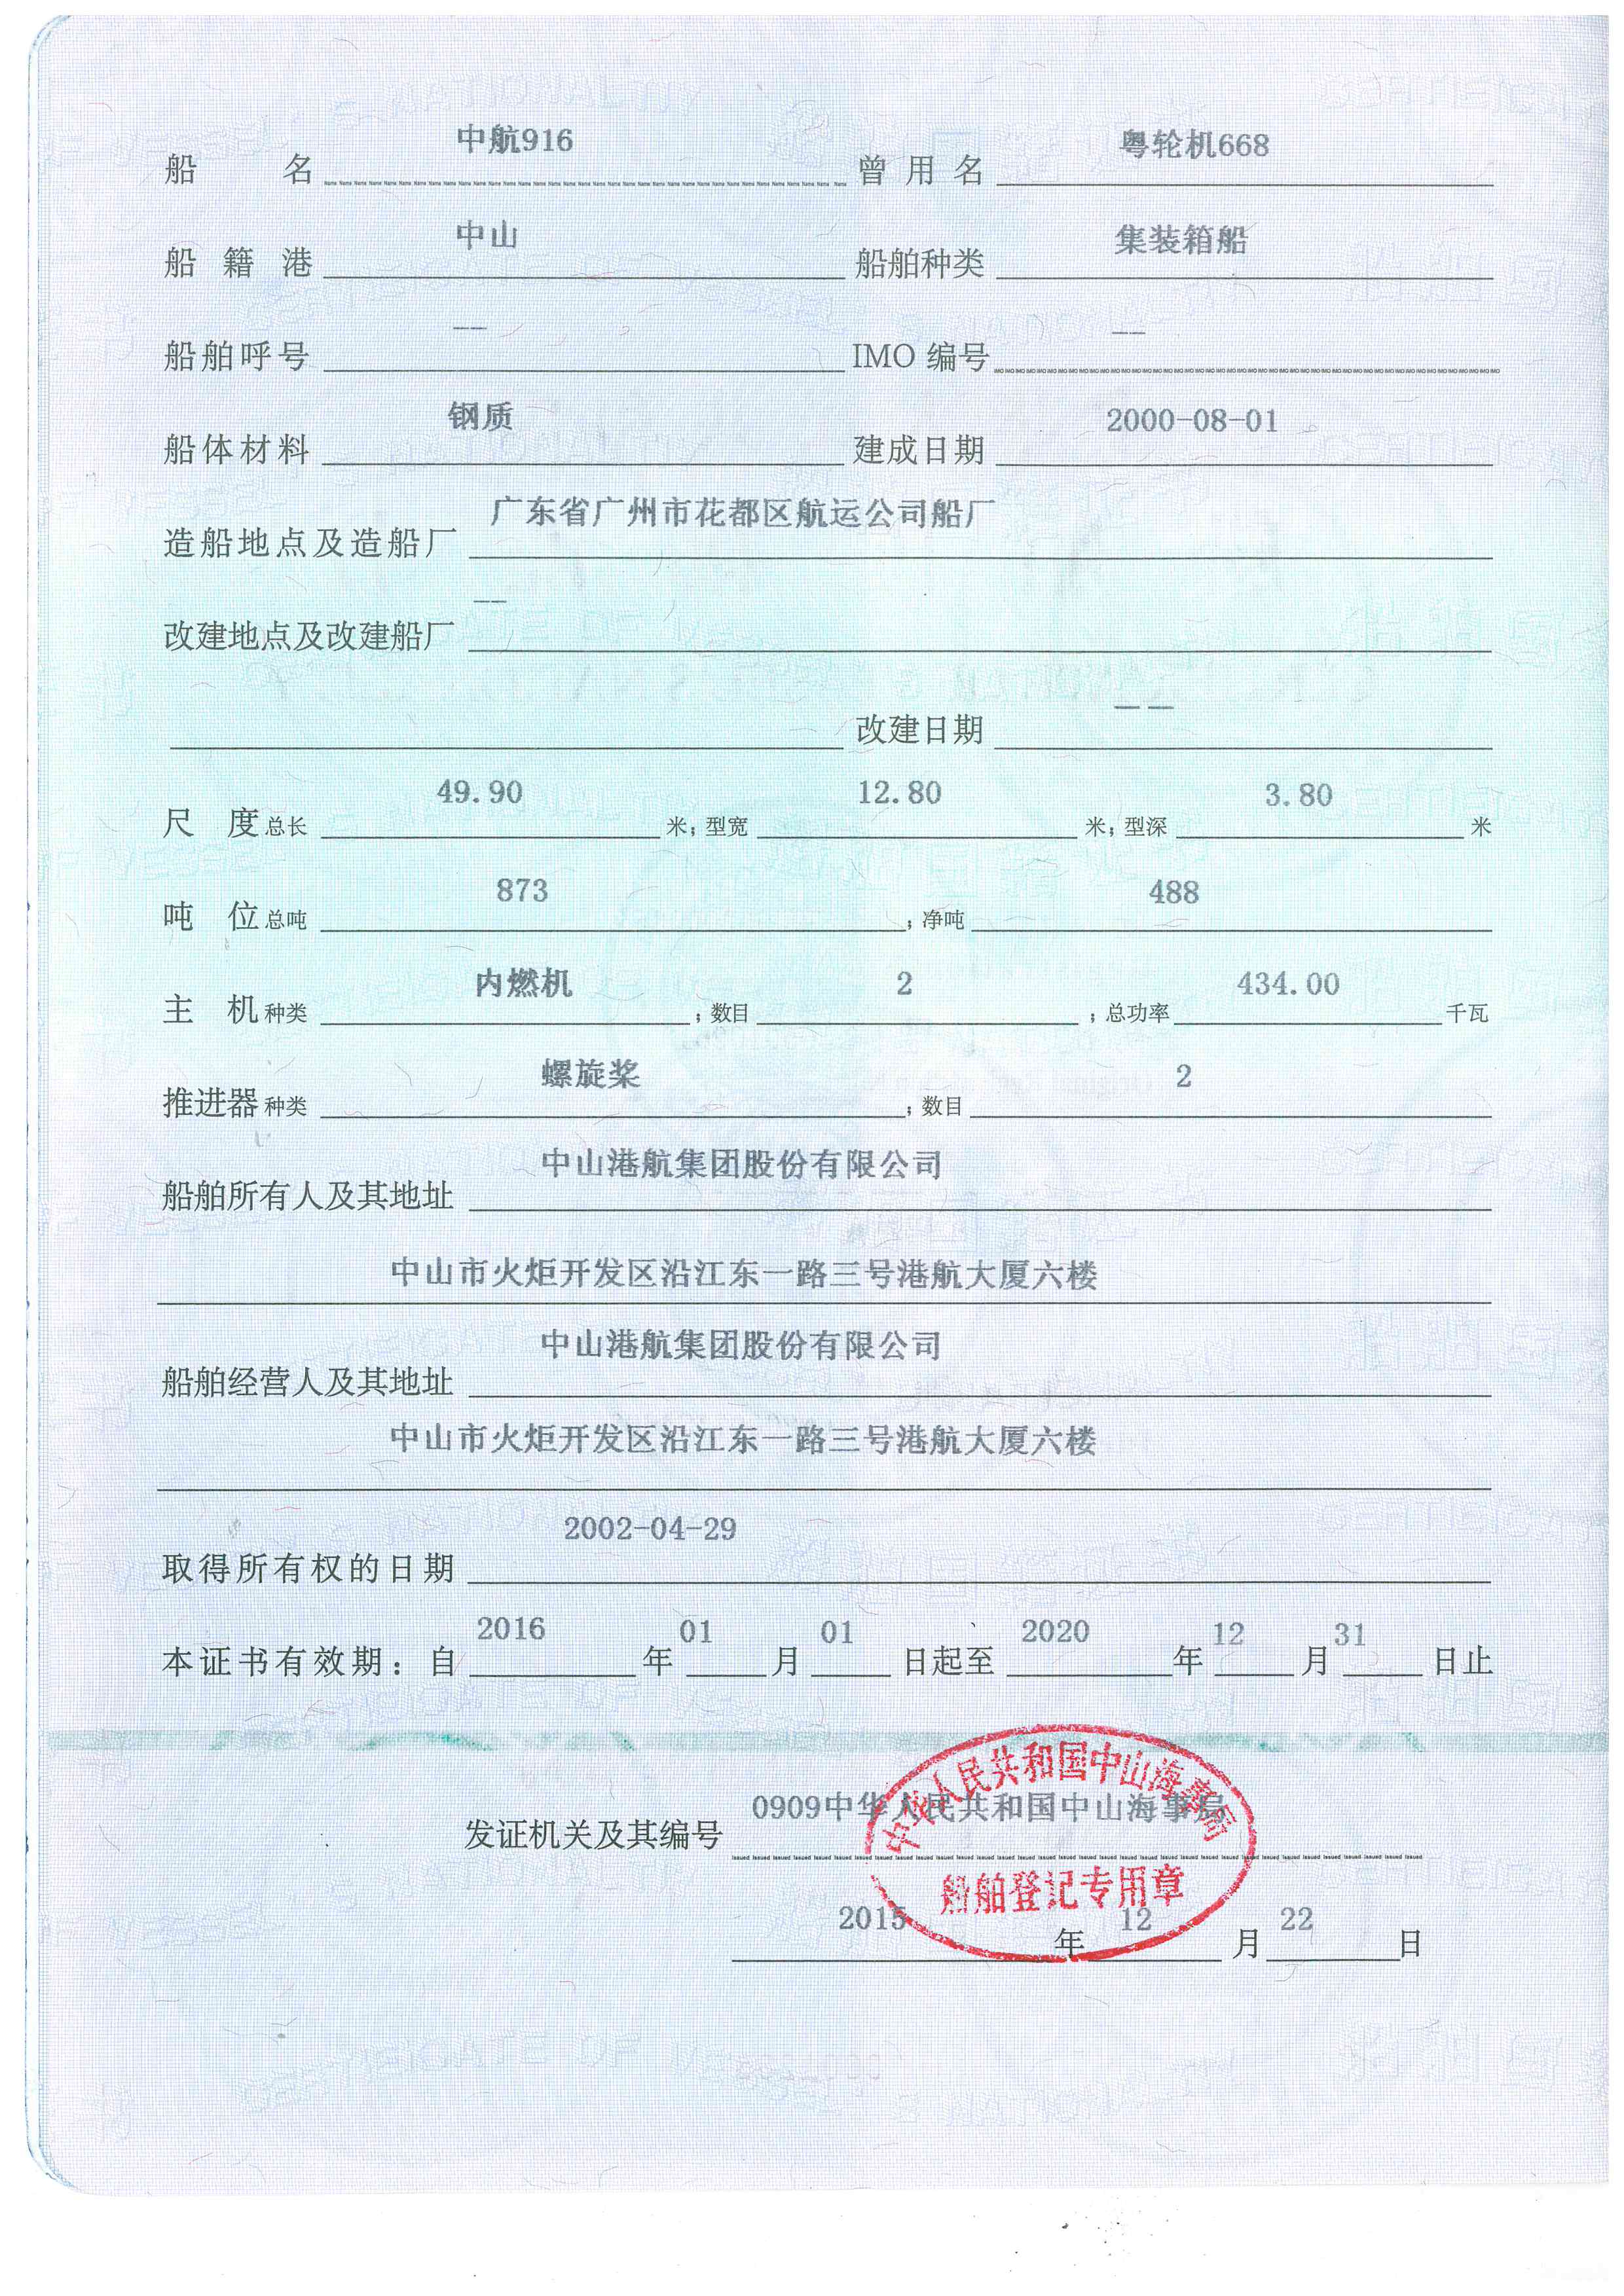 船名 中航916 曾用名 粤轮机668
船籍港 中山 船舶种类 集装箱船
船舶呼号 —— IMO 编号 ——
船体材料 钢质 建成日期 2000-08-01
造船地点及造船厂 广东省广州市花都区航运公司船厂
改建地点及改建船厂 ——
改建日期 ——
尺度 总长 49.90 米；型宽 12.80 米；型深 3.80 米
吨位 总吨 873 ；净吨 488
主机 种类 内燃机 ；数目 2 ；总功率 434.00 千瓦
推进器 种类 螺旋桨 ；数目 2
船舶所有人及其地址 中山港航集团股份有限公司
中山市火炬开发区沿江东一路三号港航大厦六楼
船舶经营人及其地址 中山港航集团股份有限公司
中山市火炬开发区沿江东一路三号港航大厦六楼
取得所有权的日期 2002-04-29
本证书有效期：自 2016 年 01 月 01 日起至 2020 年 12 月 31 日止
中华人民共和国中山海事局
发证机关及其编号 0909中华人民共和国中山海事局
船舶登记专用章
2015 年 12 月 22 日